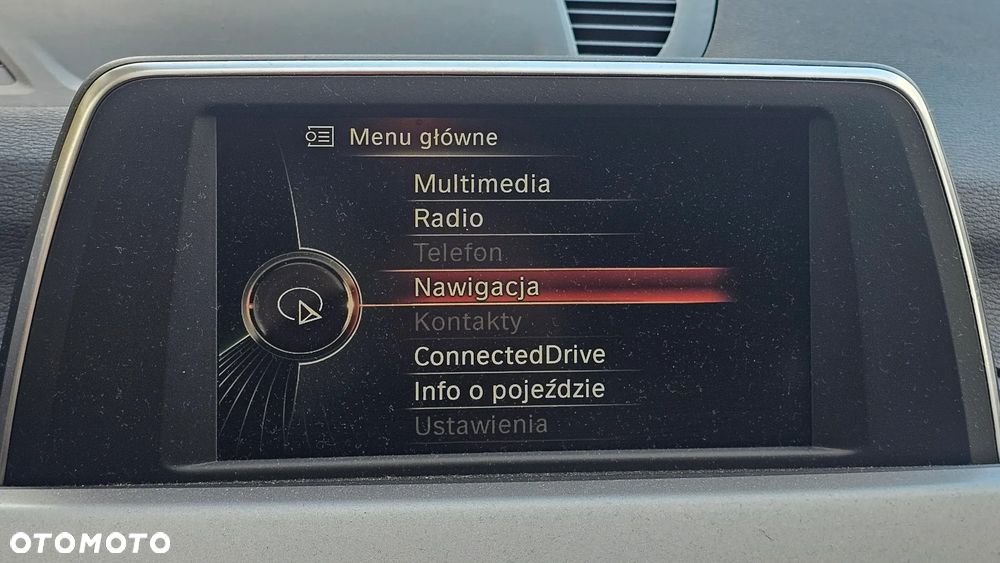 Menu główne
Multimedia
Radio
Telefon
Nawigacja
Kontakty
ConnectedDrive
Info o pojeździe
Ustawienia
OTOMOTO